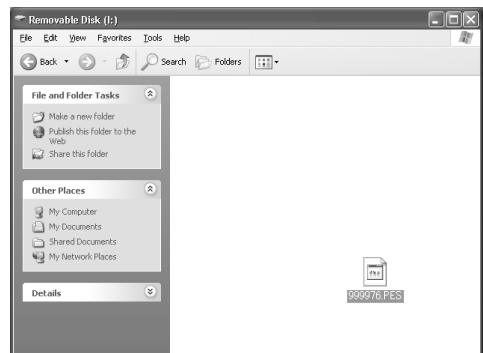 Removable Disk (I:)
File Edit View Favorites Tools Help
Back Search Folders
File and Folder Tasks
Make a new folder
Publish this folder to the
Web
Share this folder
Other Places
My Computer
My Documents
Shared Documents
My Network Places
Details
999976.PES